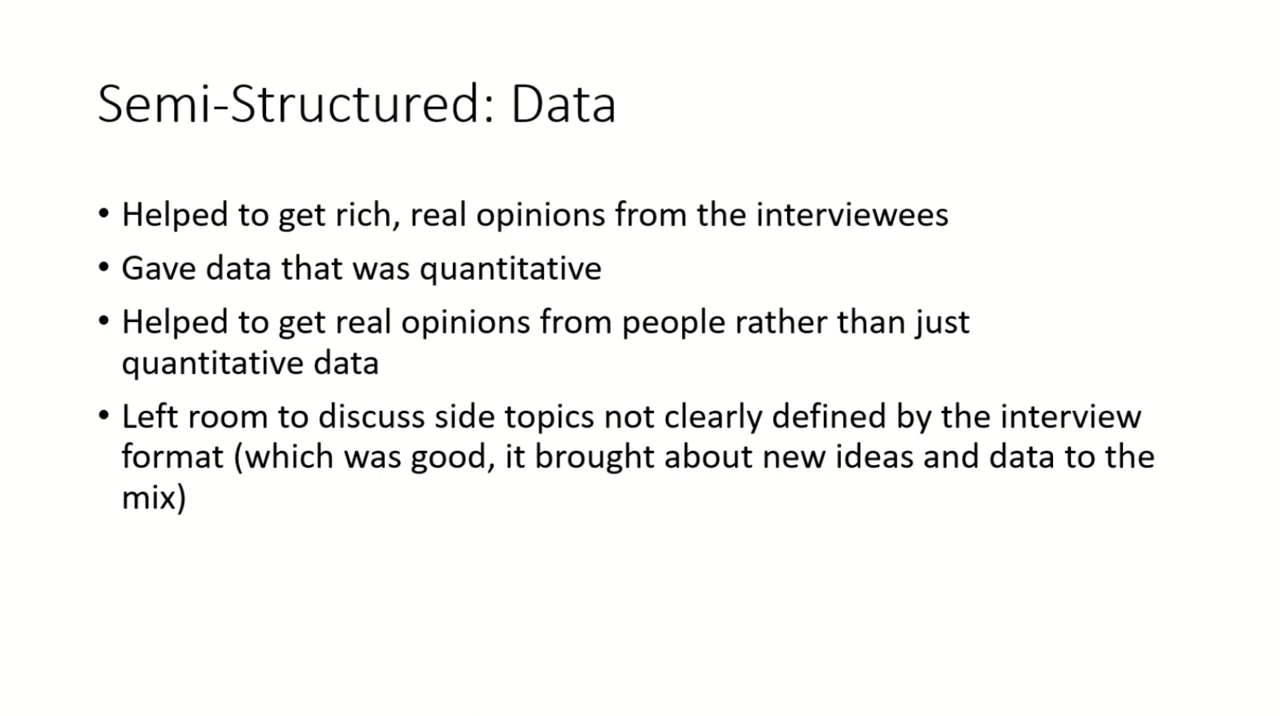 Semi-Structured: Data
• Helped to get rich, real opinions from the interviewees
• Gave data that was quantitative
• Helped to get real opinions from people rather than just
quantitative data
• Left room to discuss side topics not clearly defined by the interview
format (which was good, it brought about new ideas and data to the
mix)